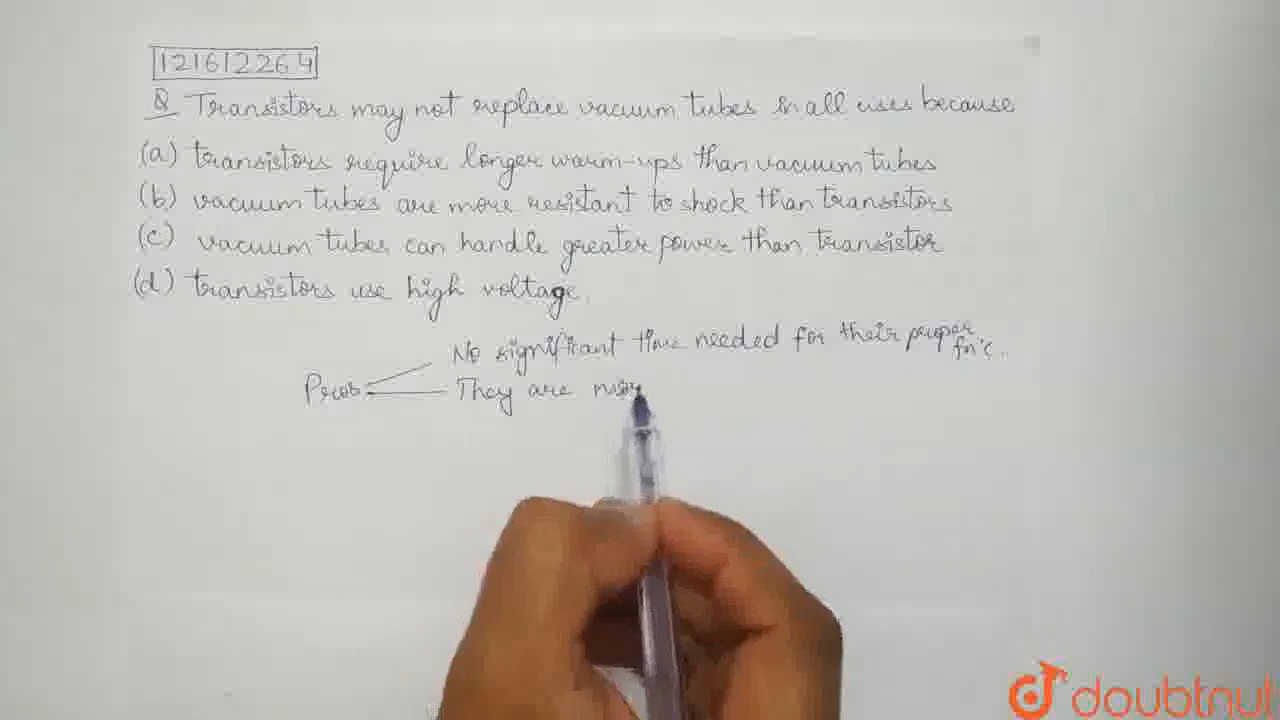 121612264
Q Transistors may not replace vacuum tubes in all uses because
(a) transistors require longer warm-ups than vacuum tubes
(b) vacuum tubes are more resistant to shock than transistors
(c) vacuum tubes can handle greater power than transistor
(d) transistors use high voltage.
No significant time needed for their proper
fn'c.
They are mor
doubtnut